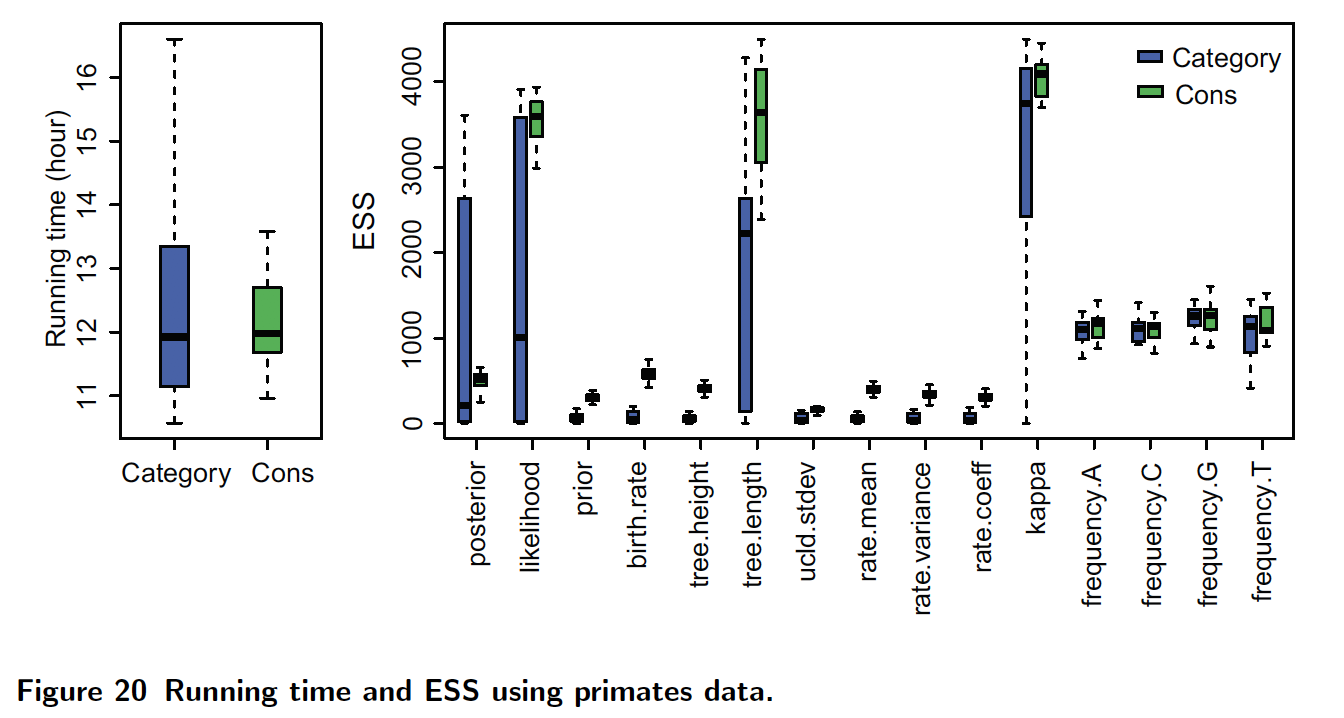 Running time (hour)
16
15
14
13
12
11
Category
Cons
ESS
4000
3000
2000
1000
0
Category
Cons
posterior
likelihood
prior
birth.rate
tree.height
tree.length
ucld.stdev
rate.mean
rate.variance
rate.coeff
kappa
frequency.A
frequency.C
frequency.G
frequency.T
Figure 20 Running time and ESS using primates data.